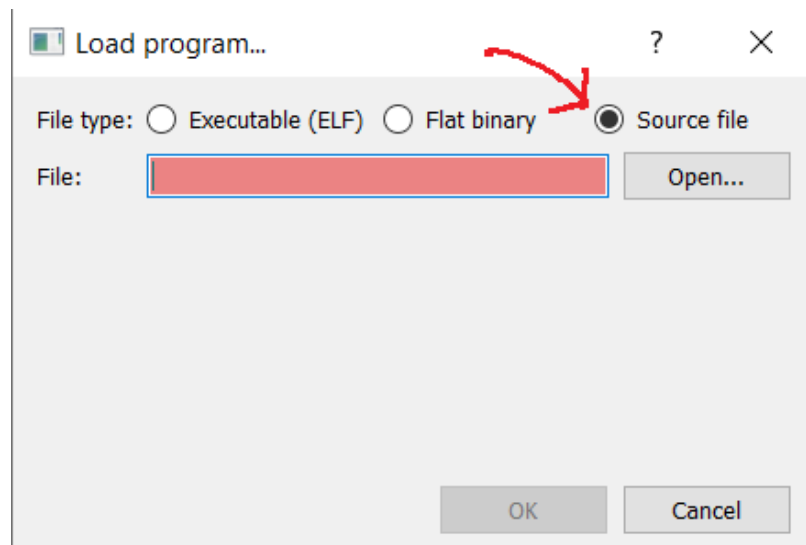 Load program... ?
File type: Executable (ELF) Flat binary Source file
File: Open...
OK Cancel